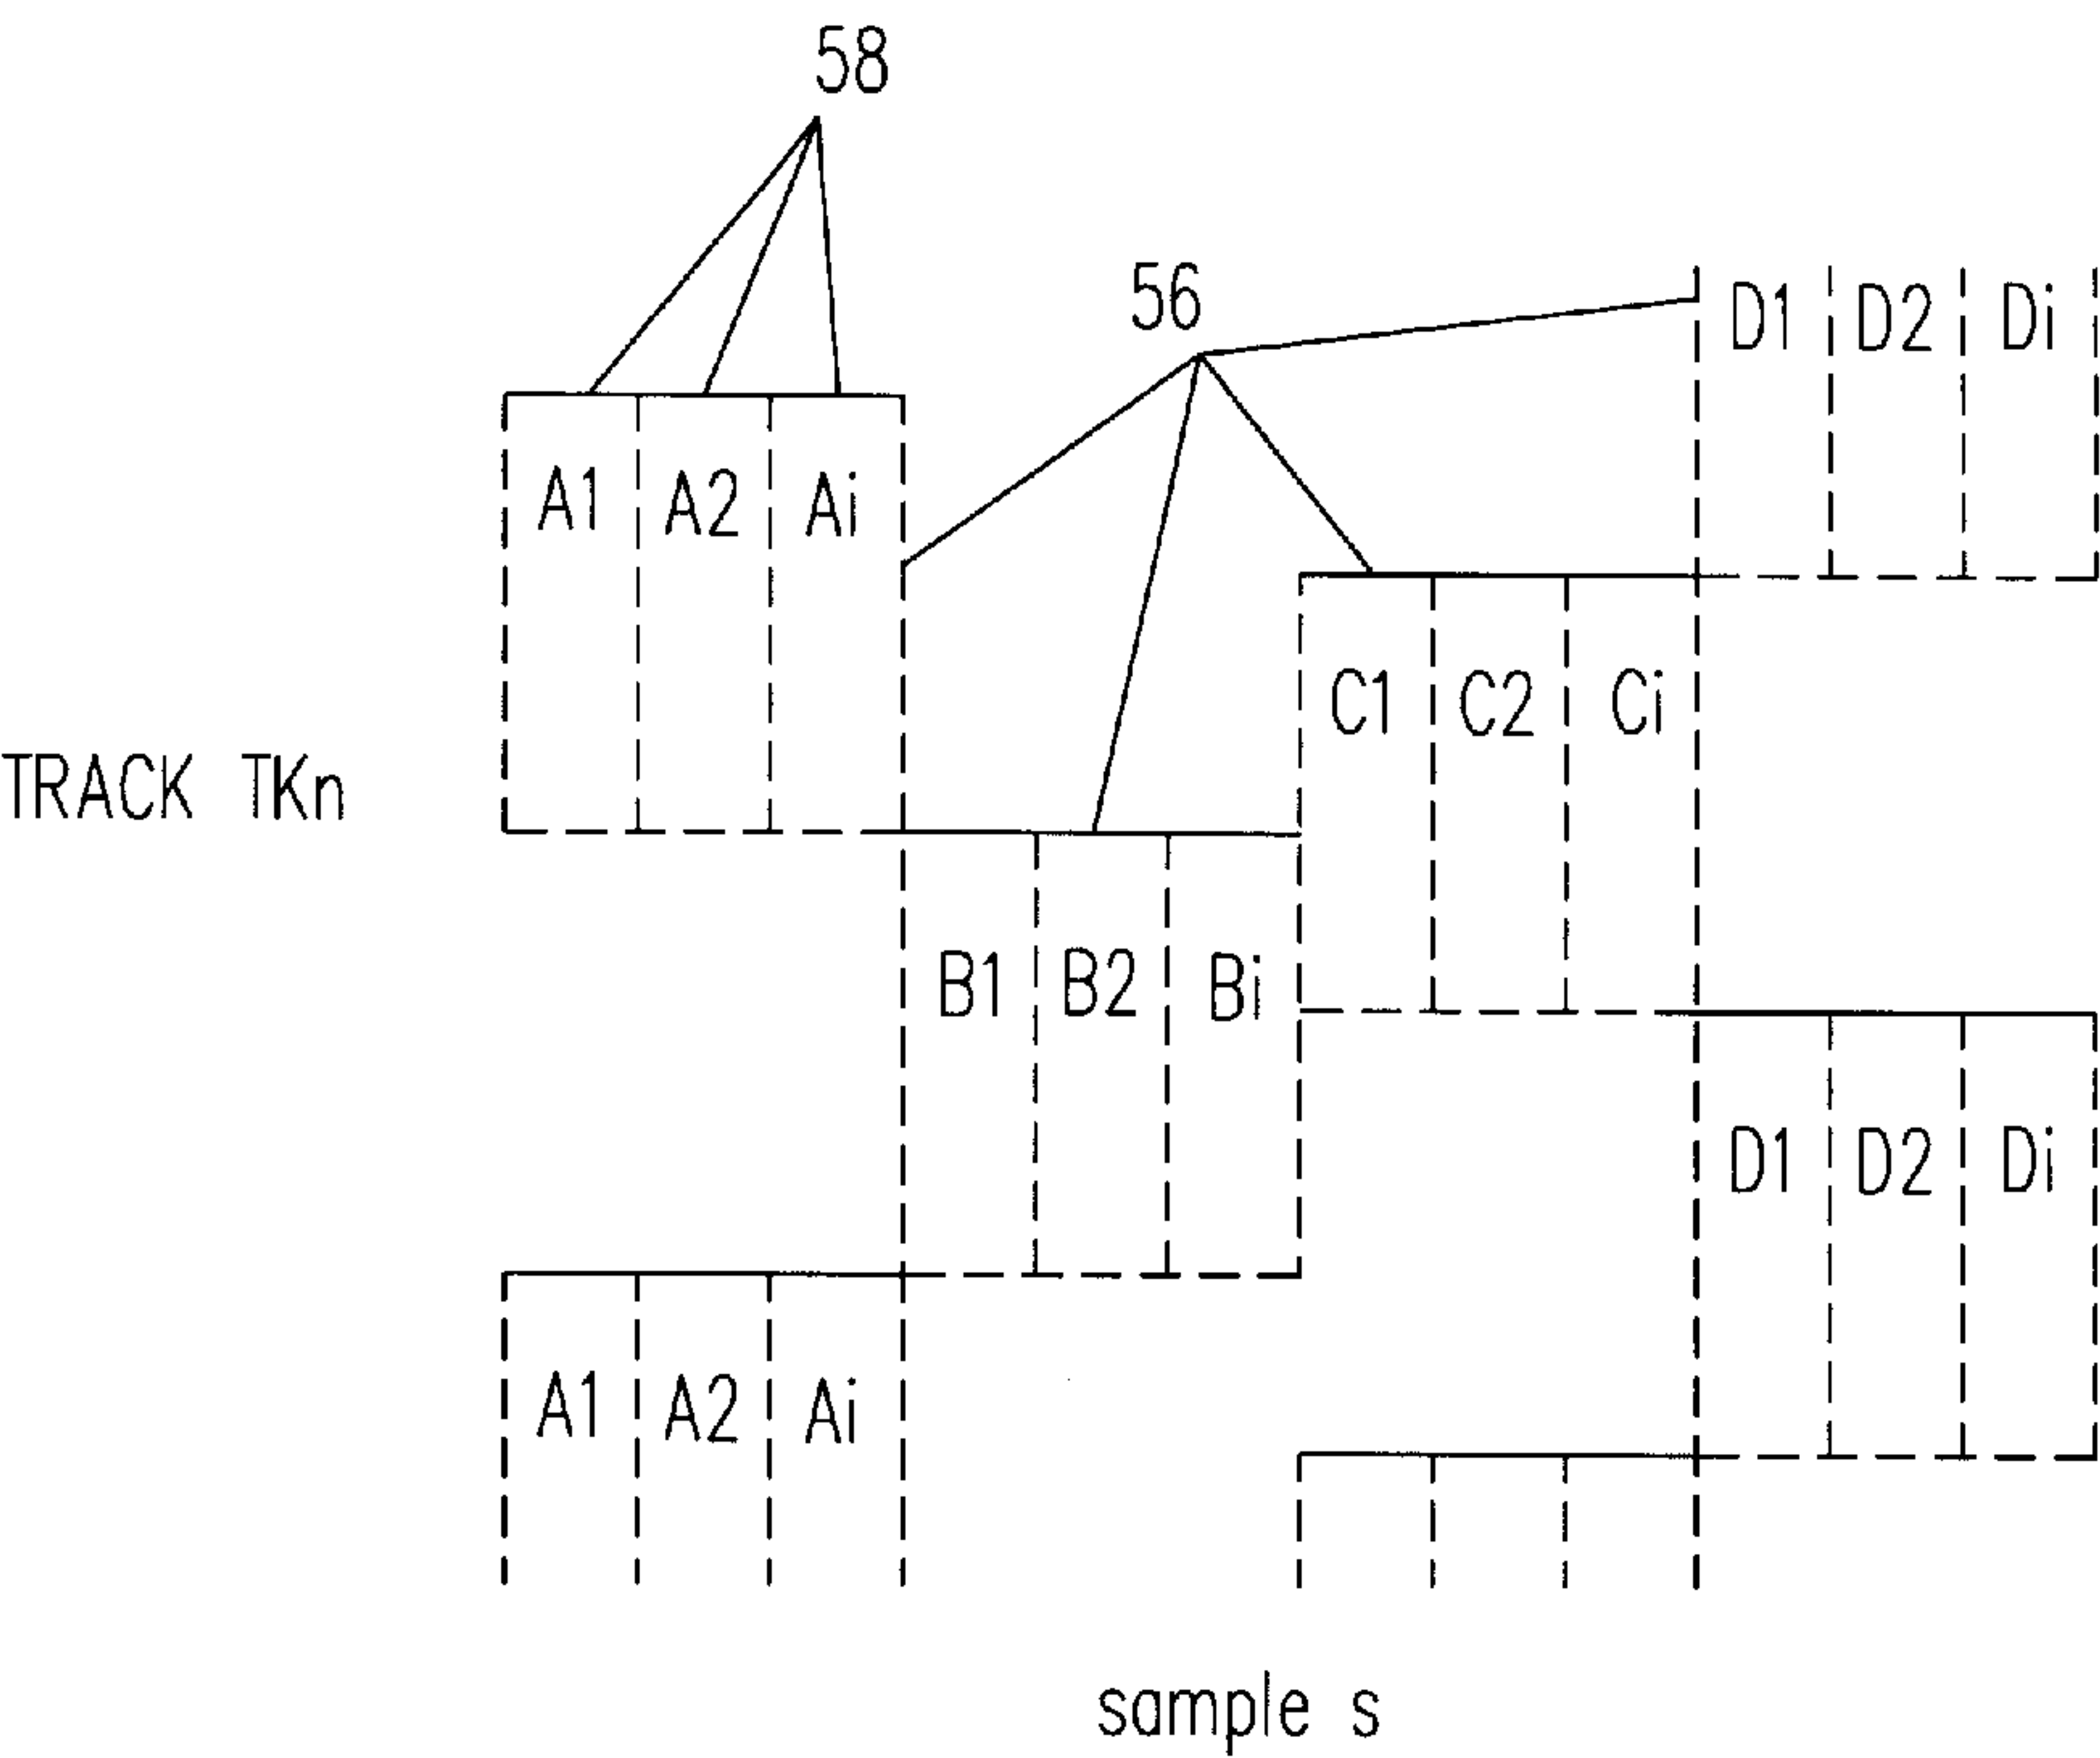 58
56
D1 D2 Di
A1 A2 Ai
C1 C2 Ci
TRACK TKn
B1 B2 Bi
D1 D2 Di
A1 A2 Ai
sample s